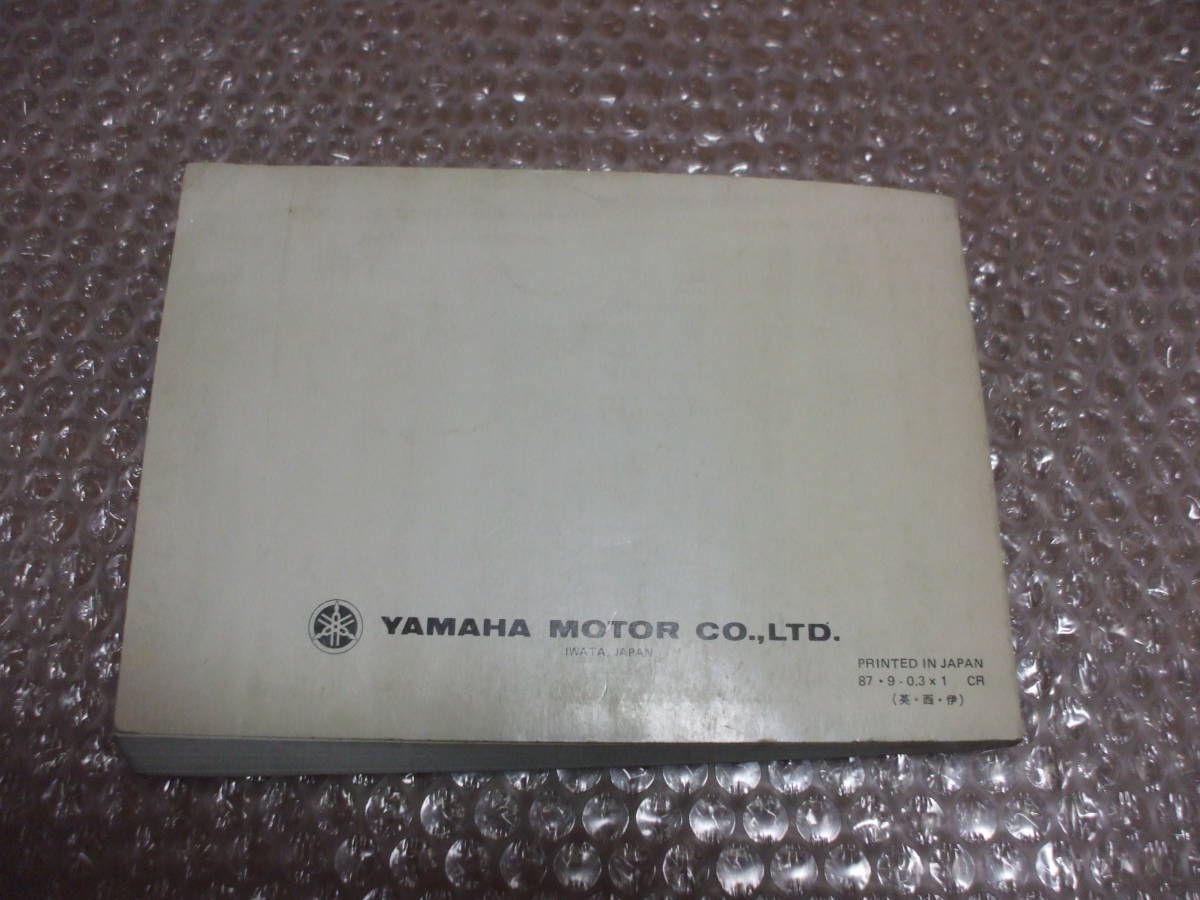 YAMAHA MOTOR CO.,LTD.
IWATA, JAPAN
PRINTED IN JAPAN
87・9-0.3×1 CR
（英・西・伊）